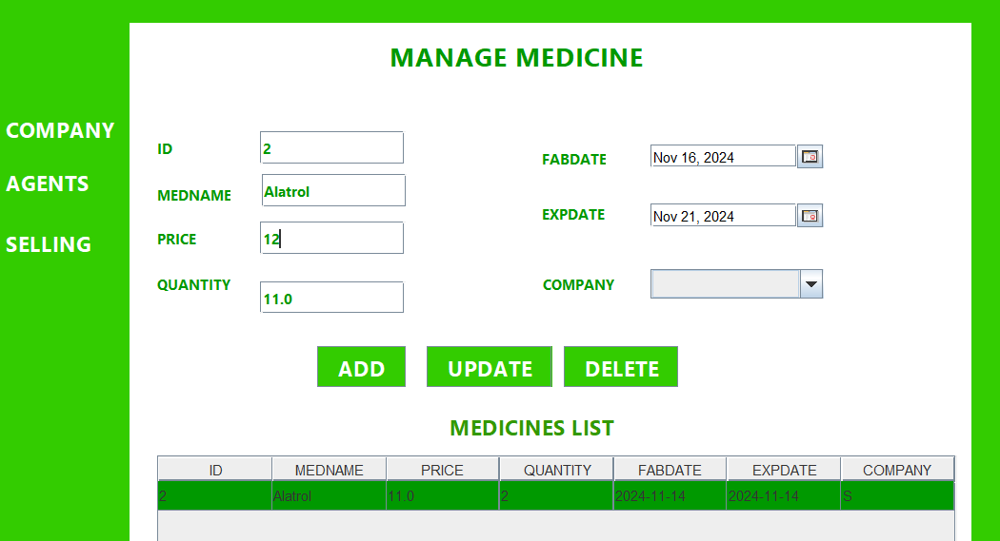 MANAGE MEDICINE
COMPANY
AGENTS
SELLING
ID 2
MEDNAME Alatrol
PRICE 12
QUANTITY 11.0
FABDATE Nov 16, 2024
EXPDATE Nov 21, 2024
COMPANY
ADD UPDATE DELETE
MEDICINES LIST
ID MEDNAME PRICE QUANTITY FABDATE EXPDATE COMPANY
2 Alatrol 11.0 2 2024-11-14 2024-11-14 S